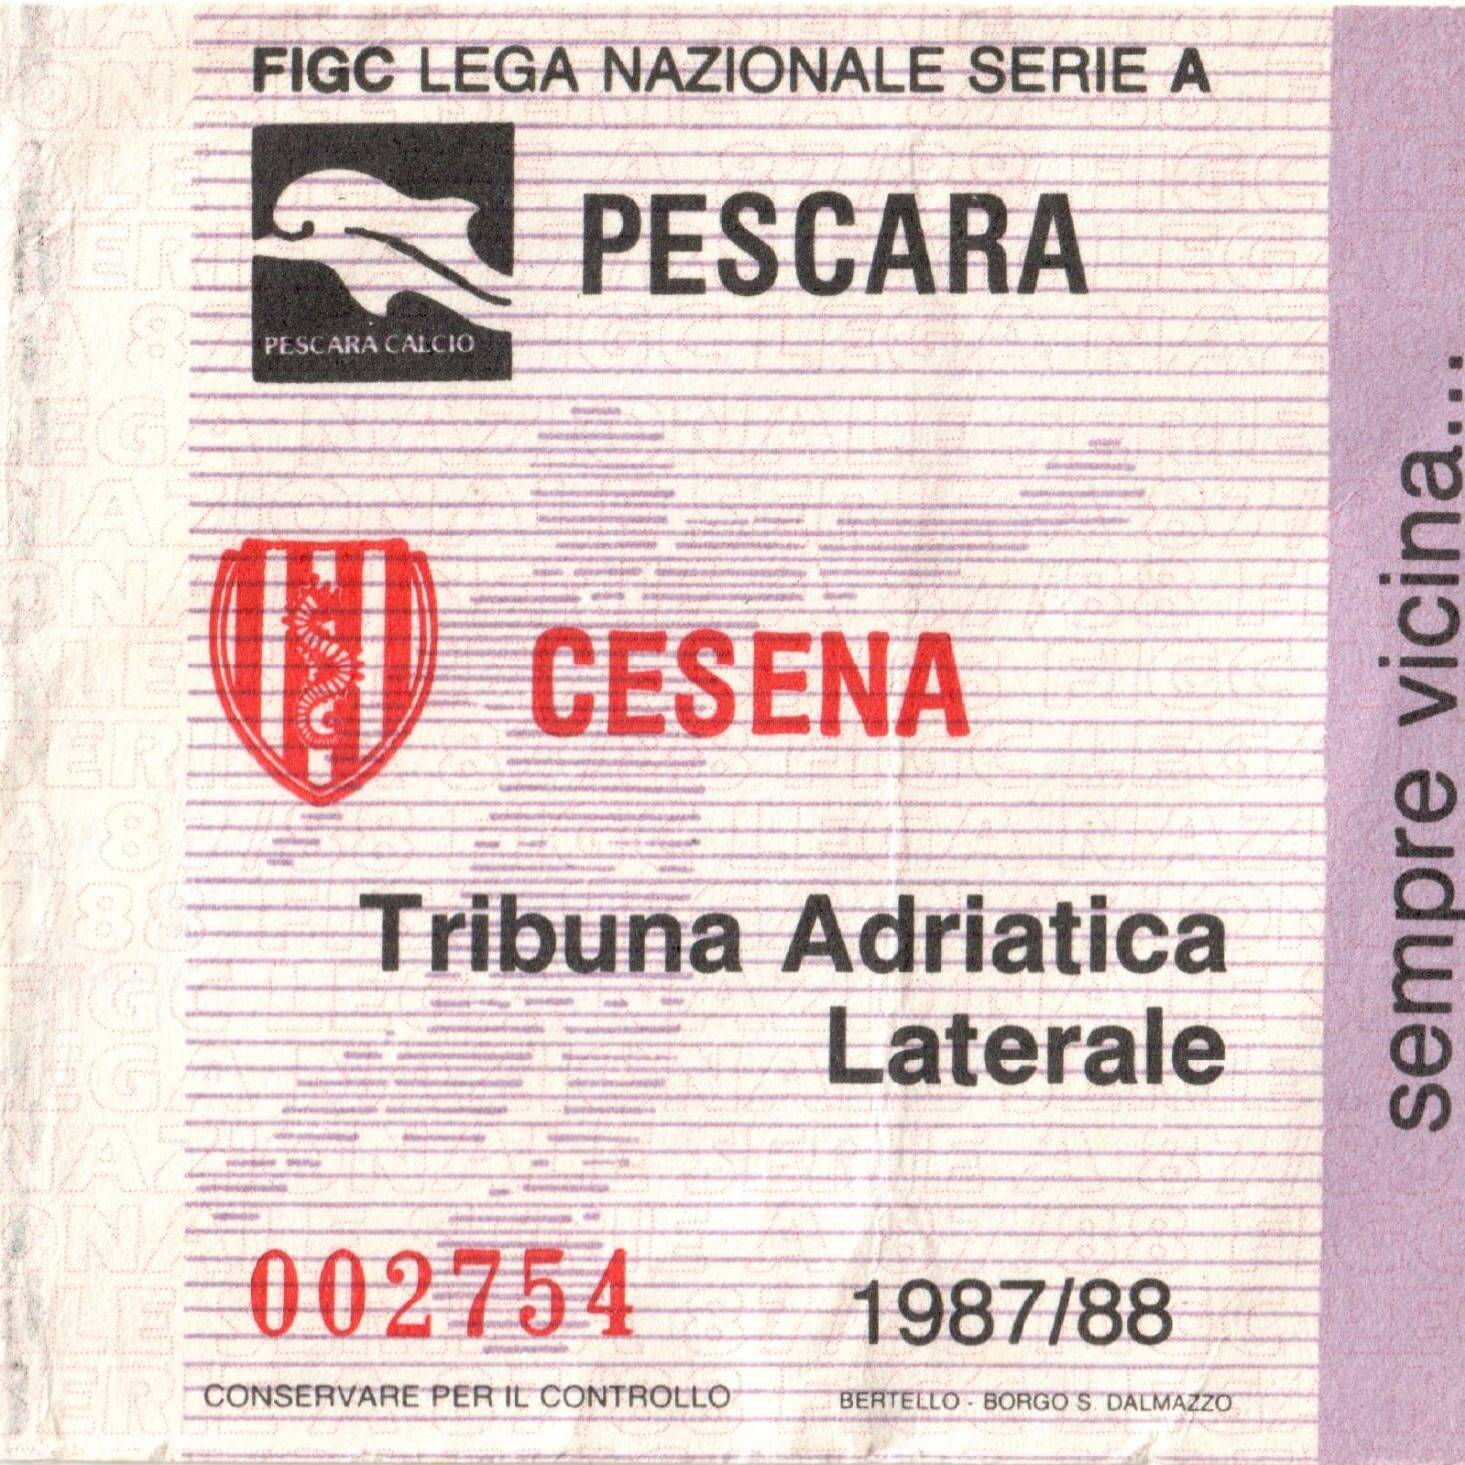 FIGC LEGA NAZIONALE SERIE A
PESCARA
PESCARA CALCIO
CESENA
Tribuna Adriatica
Laterale
002754
1987/88
CONSERVARE PER IL CONTROLLO
BERTELLO - BORGO S. DALMAZZO
sempre vicina...